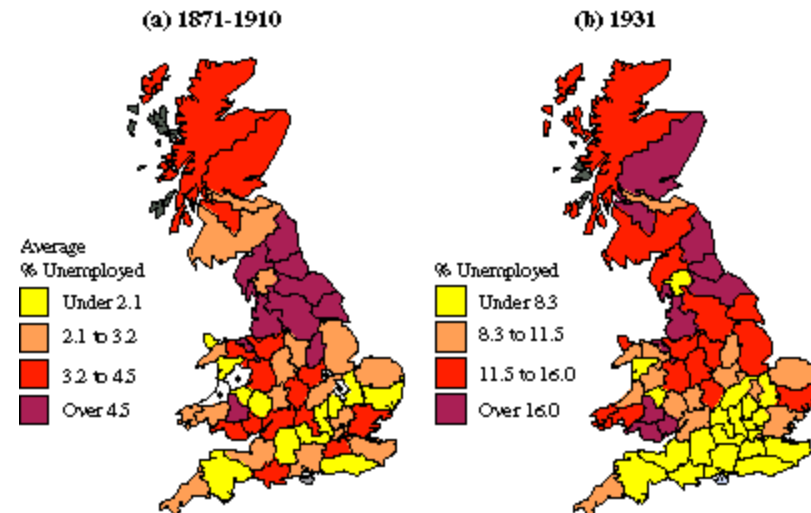 (a) 1871-1910
(b) 1931
Average
% Unemployed
Under 2.1
2.1 to 3.2
3.2 to 4.5
Over 4.5
% Unemployed
Under 8.3
8.3 to 11.5
11.5 to 16.0
Over 16.0